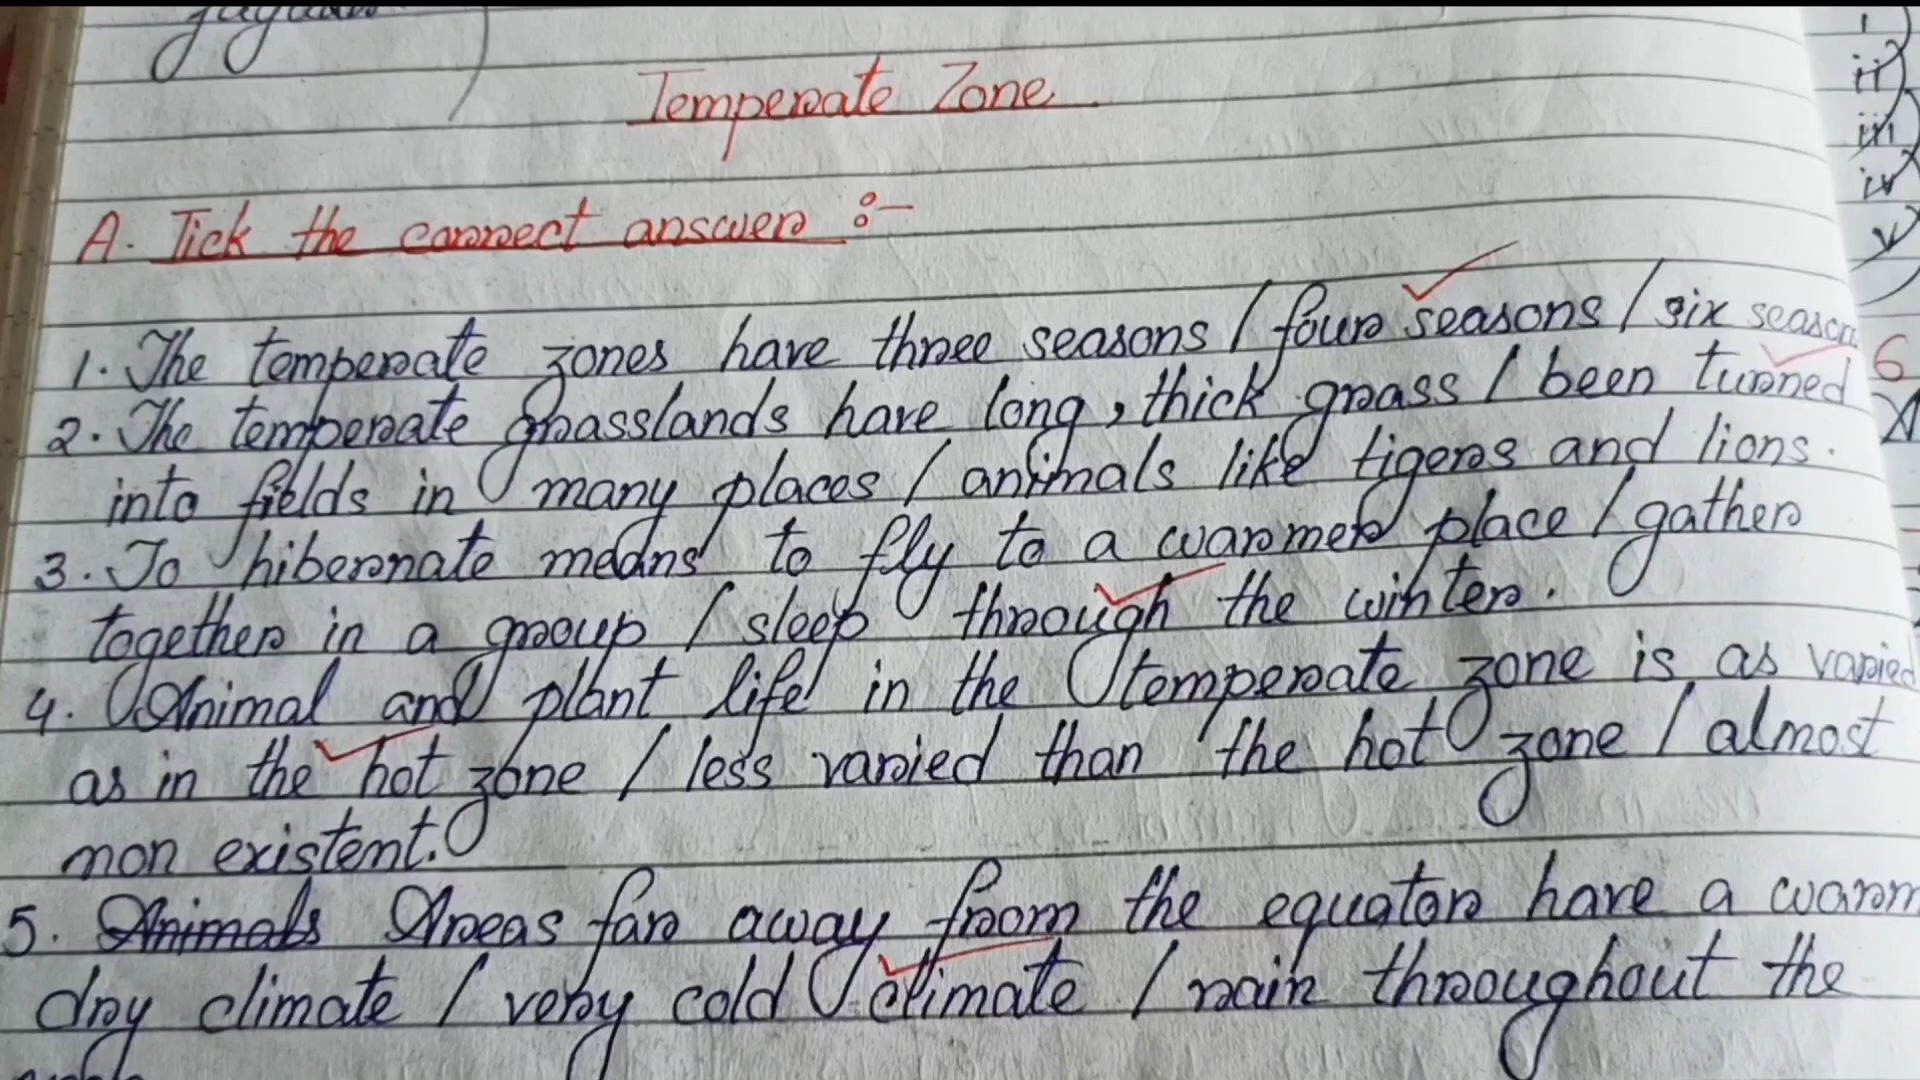 Temperate Zone
A. Tick the correct answer :-
1. The temperate zones have three seasons / four seasons / six season
2. The temperate grasslands have long, thick grass / been turned
into fields in many places / animals like tigers and lions.
3. To hibernate means to fly to a warmer place / gather
together in a group / sleep through the winter.
4. Animal and plant life in the temperate zone is as varied
as in the hot zone / less varied than the hot zone / almost
non existent.
5. Animals Areas far away from the equator have a warm
dry climate / very cold climate / rain throughout the
i
ii
iii
iv
v
6